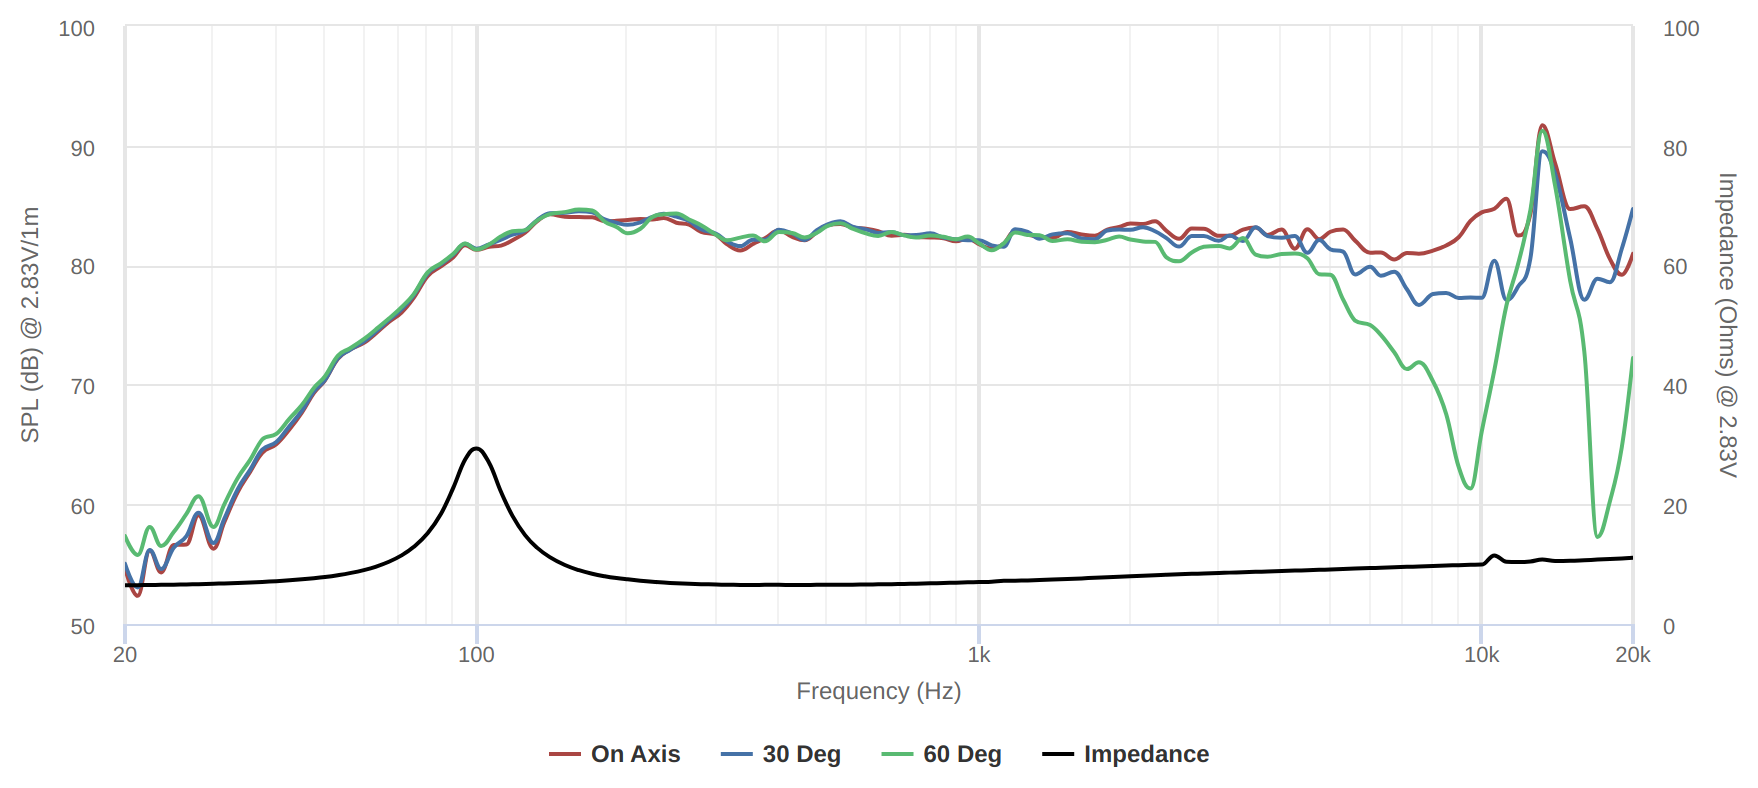 100
90
80
70
60
50
SPL (dB) @ 2.83V/1m
100
80
60
40
20
0
Impedance (Ohms) @ 2.83V
20
100
1k
10k
20k
Frequency (Hz)
On Axis
30 Deg
60 Deg
Impedance